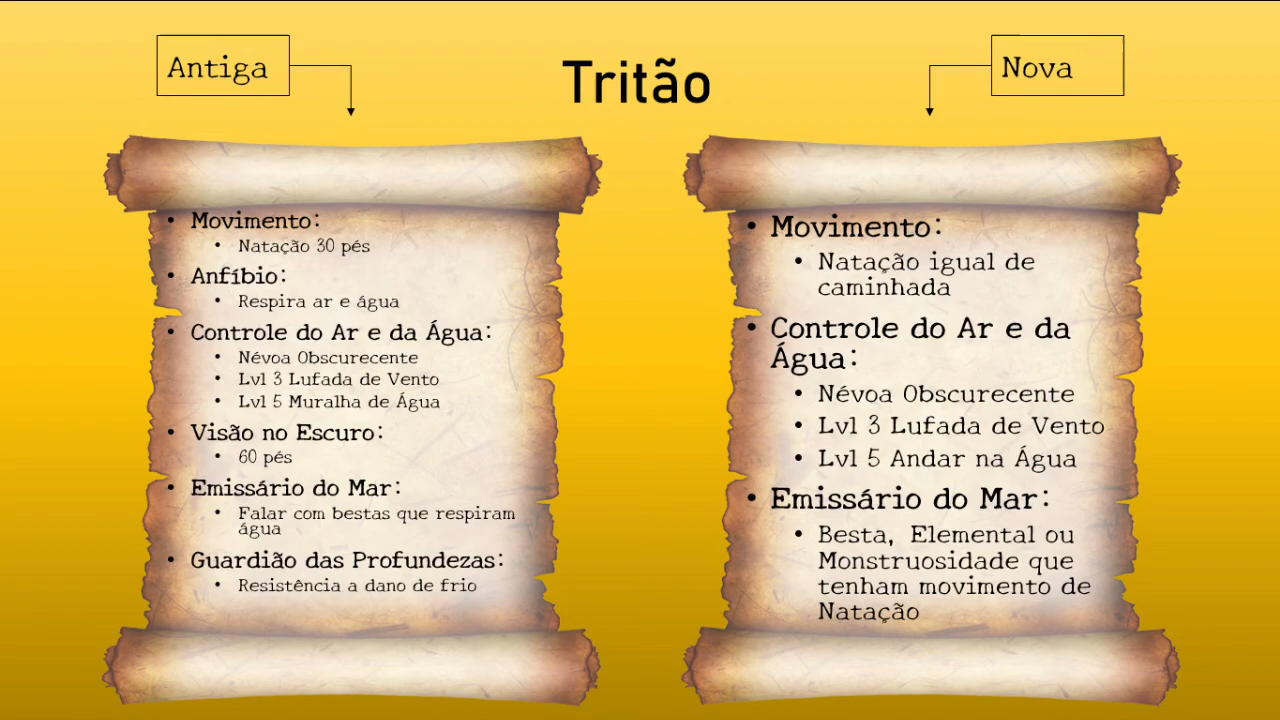 Antiga
Tritão
Nova
• Movimento:
• Natação 30 pés
• Anfíbio:
• Respira ar e água
• Controle do Ar e da Água:
• Névoa Obscurecente
• Lvl 3 Lufada de Vento
• Lvl 5 Muralha de Água
• Visão no Escuro:
• 60 pés
• Emissário do Mar:
• Falar com bestas que respiram
água
• Guardião das Profundezas:
• Resistência a dano de frio
• Movimento:
• Natação igual de
caminhada
• Controle do Ar e da
Água:
• Névoa Obscurecente
• Lvl 3 Lufada de Vento
• Lvl 5 Andar na Água
• Emissário do Mar:
• Besta, Elemental ou
Monstruosidade que
tenham movimento de
Natação